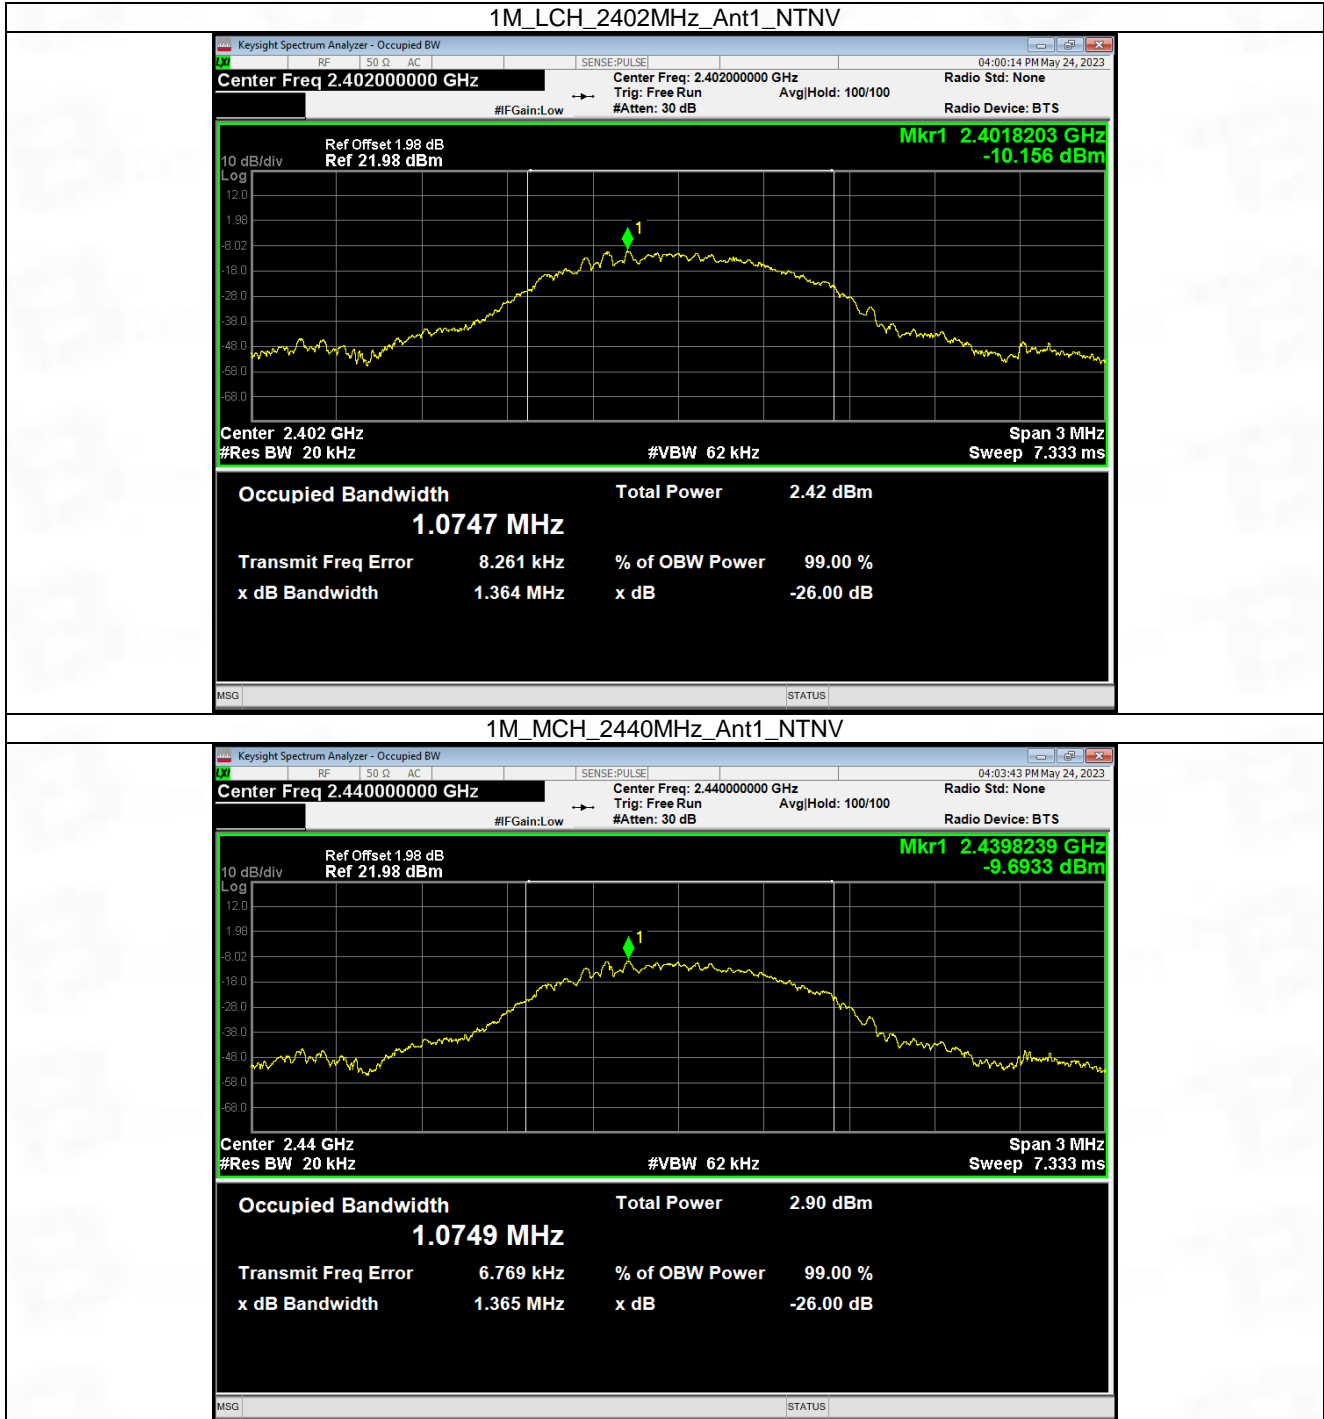 1M_LCH_2402MHz_Ant1_NTNV
Keysight Spectrum Analyzer - Occupied BW
LXI RF 50 Ω AC SENSE:PULSE 04:00:14 PM May 24, 2023
Center Freq 2.402000000 GHz Center Freq: 2.402000000 GHz Radio Std: None
Trig: Free Run Avg|Hold: 100/100
#IFGain:Low #Atten: 30 dB Radio Device: BTS
Mkr1 2.4018203 GHz
-10.156 dBm
Ref Offset 1.98 dB
10 dB/div Ref 21.98 dBm
Log
12.0
1.98
1
-8.02
-18.0
-28.0
-38.0
-48.0
-58.0
-68.0
Center 2.402 GHz Span 3 MHz
#Res BW 20 kHz #VBW 62 kHz Sweep 7.333 ms
Occupied Bandwidth Total Power 2.42 dBm
1.0747 MHz
Transmit Freq Error 8.261 kHz % of OBW Power 99.00 %
x dB Bandwidth 1.364 MHz x dB -26.00 dB
MSG STATUS
1M_MCH_2440MHz_Ant1_NTNV
Keysight Spectrum Analyzer - Occupied BW
LXI RF 50 Ω AC SENSE:PULSE 04:03:43 PM May 24, 2023
Center Freq 2.440000000 GHz Center Freq: 2.440000000 GHz Radio Std: None
Trig: Free Run Avg|Hold: 100/100
#IFGain:Low #Atten: 30 dB Radio Device: BTS
Mkr1 2.4398239 GHz
-9.6933 dBm
Ref Offset 1.98 dB
10 dB/div Ref 21.98 dBm
Log
12.0
1.98
1
-8.02
-18.0
-28.0
-38.0
-48.0
-58.0
-68.0
Center 2.44 GHz Span 3 MHz
#Res BW 20 kHz #VBW 62 kHz Sweep 7.333 ms
Occupied Bandwidth Total Power 2.90 dBm
1.0749 MHz
Transmit Freq Error 6.769 kHz % of OBW Power 99.00 %
x dB Bandwidth 1.365 MHz x dB -26.00 dB
MSG STATUS